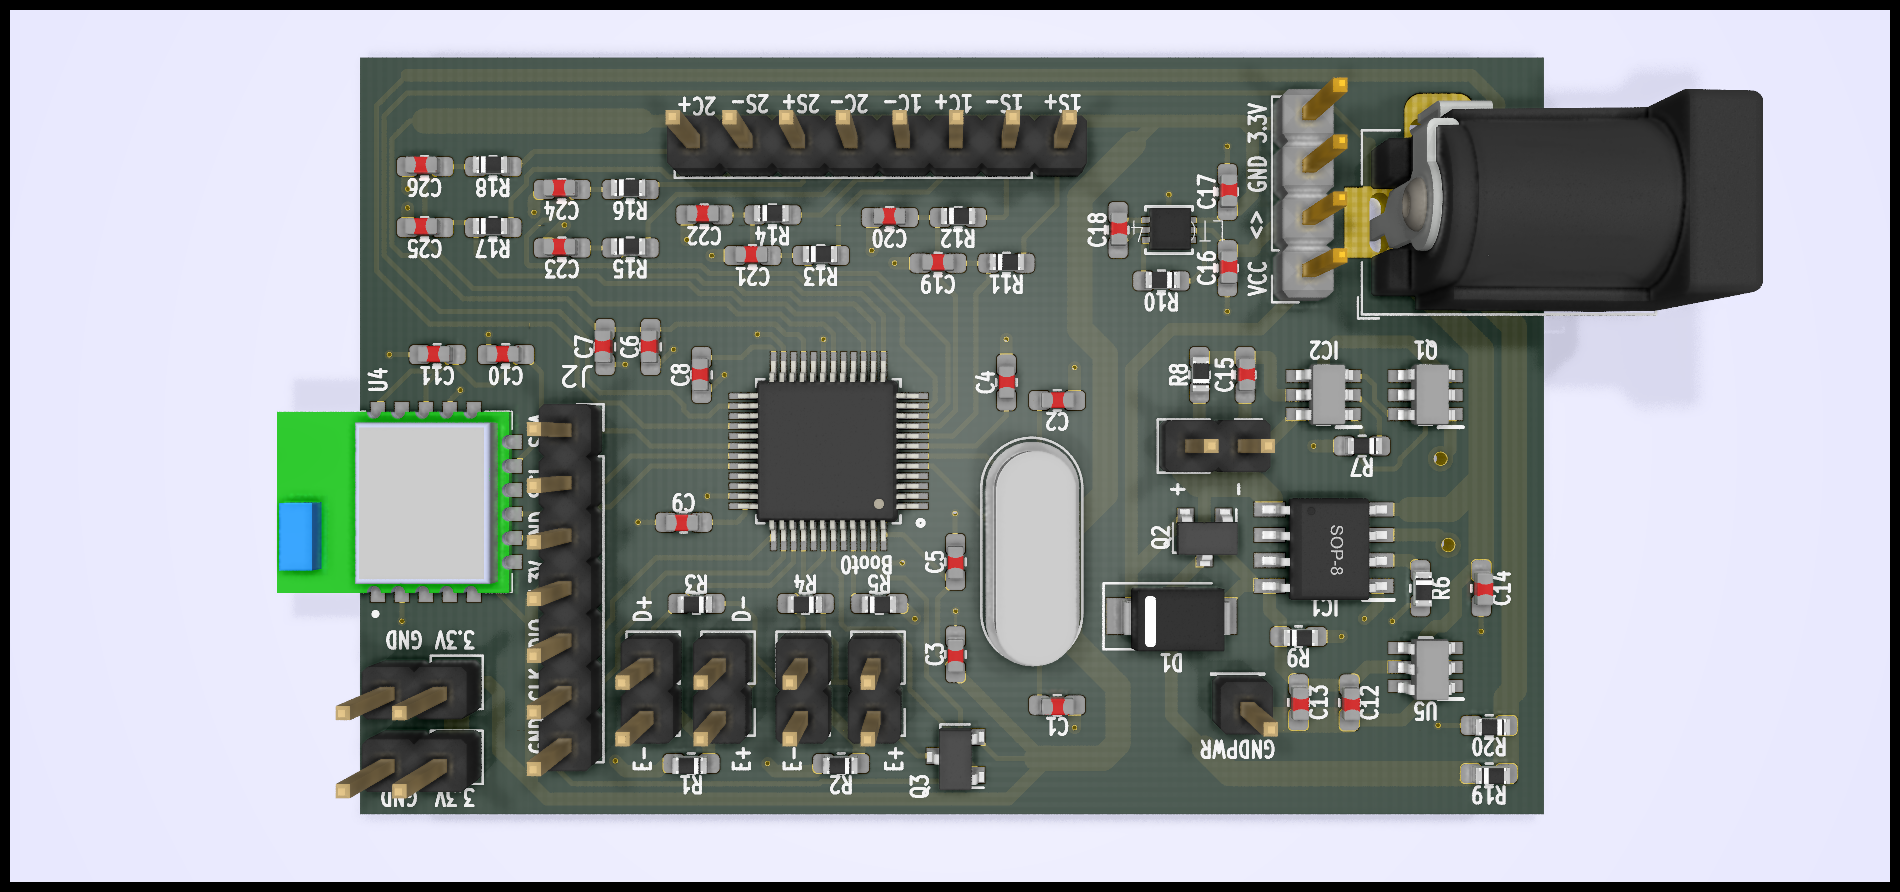 2C+ 2S- 2S+ 2C- 1C- 1C+ 1S- 1S+
3.3V
GND
<>
VCC
C26 R18
C24 R16
C25 R17
C23 R15
C22 R14
C21 R13
C20 R12
C19 R11
C18
C17
C16
R10
U4
C11 C10
C7 C6
J2
C8
C4
C2
R8 C15
IC2 Q1
R7
+ -
C9
Boot0
Q2
SOP-8
IC1
R6
C14
C5
R3 R4 R5
D+ D-
GND 3.3V
C3
D1
R9
C13 C12
U5
GND CLK
C1
GNDPWR
R20
E- E+ E- E+
R1 R2
Q3
GND 3.3V
R19